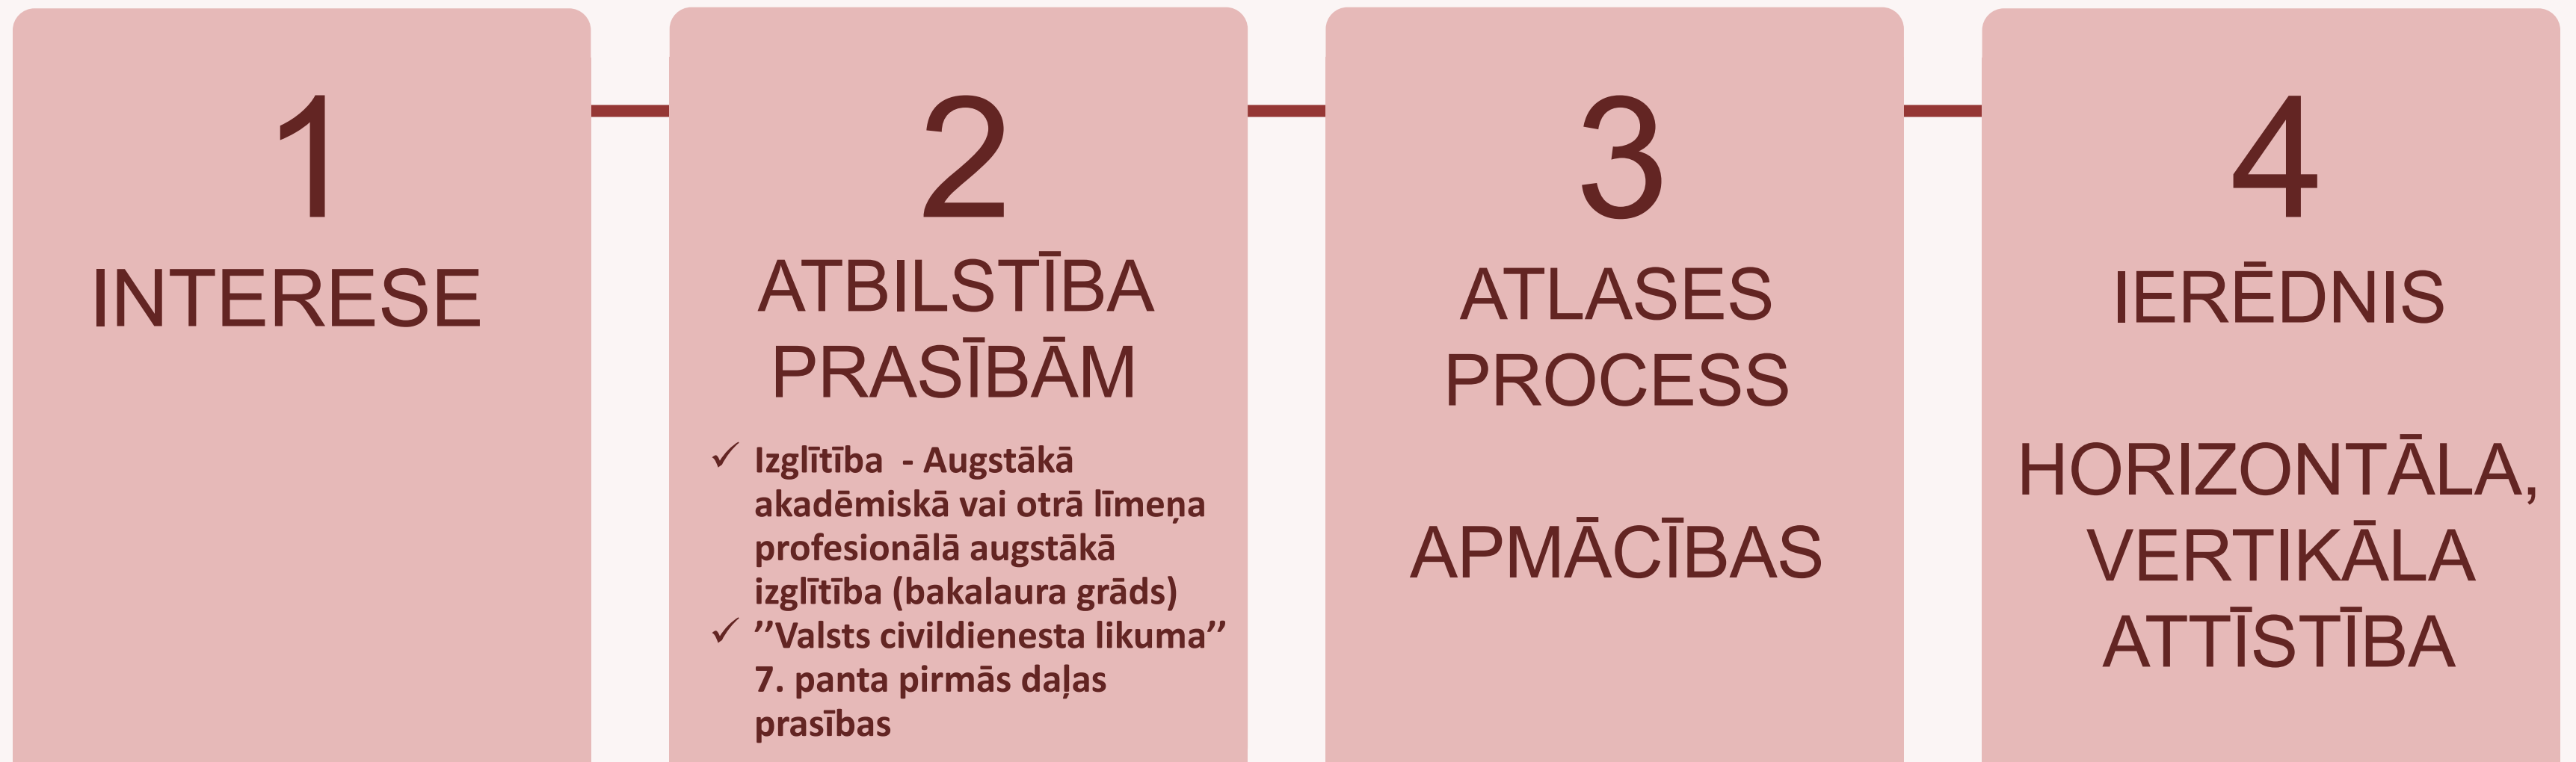 1
INTERESE
2
ATBILSTĪBA
PRASĪBĀM
✓ Izglītība - Augstākā
akadēmiskā vai otrā līmeņa
profesionālā augstākā
izglītība (bakalaura grāds)
✓ ”Valsts civildienesta likuma”
7. panta pirmās daļas
prasības
3
ATLASES
PROCESS
APMĀCĪBAS
4
IERĒDNIS
HORIZONTĀLA,
VERTIKĀLA
ATTĪSTĪBA